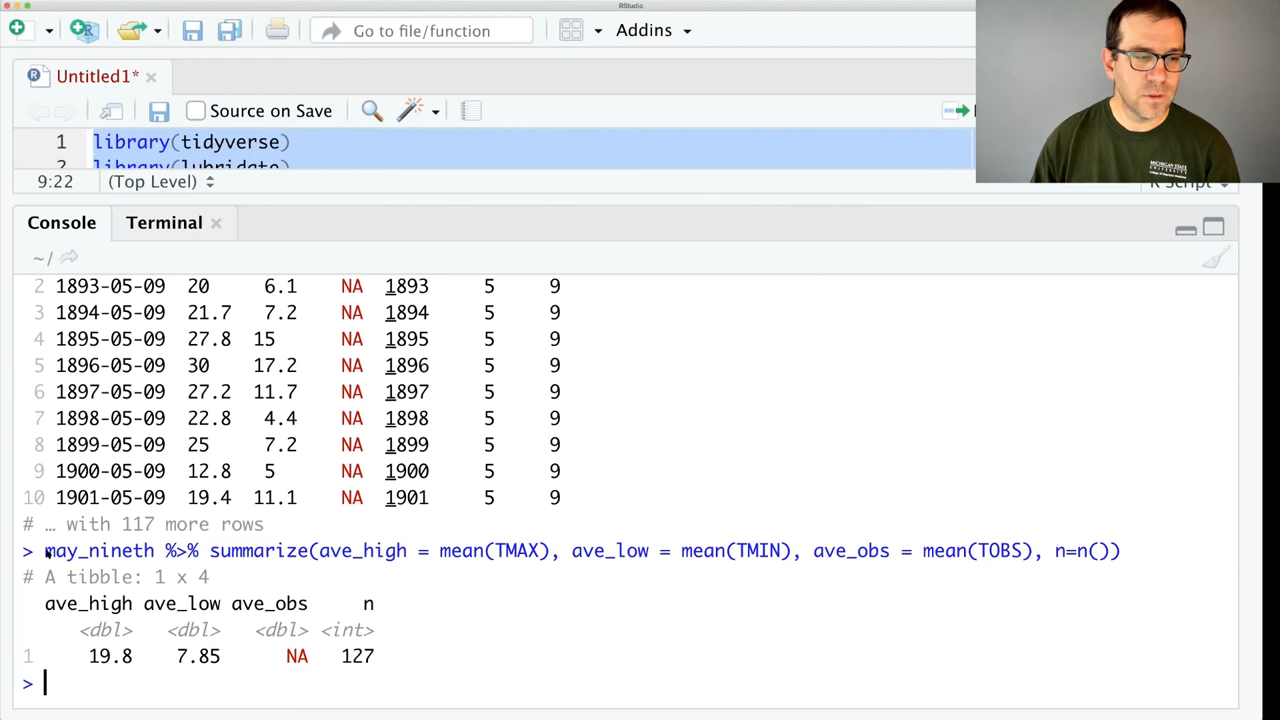 RStudio
Go to file/function
Addins
Untitled1*
Source on Save
1 library(tidyverse)
2 library(lubridate)
9:22 (Top Level)
R Script
MICHIGAN STATE
UNIVERSITY
Console Terminal
~/
2 1893-05-09 20 6.1 NA 1893 5 9
3 1894-05-09 21.7 7.2 NA 1894 5 9
4 1895-05-09 27.8 15 NA 1895 5 9
5 1896-05-09 30 17.2 NA 1896 5 9
6 1897-05-09 27.2 11.7 NA 1897 5 9
7 1898-05-09 22.8 4.4 NA 1898 5 9
8 1899-05-09 25 7.2 NA 1899 5 9
9 1900-05-09 12.8 5 NA 1900 5 9
10 1901-05-09 19.4 11.1 NA 1901 5 9
# … with 117 more rows
> may_nineth %>% summarize(ave_high = mean(TMAX), ave_low = mean(TMIN), ave_obs = mean(TOBS), n=n())
# A tibble: 1 x 4
ave_high ave_low ave_obs n
<dbl> <dbl> <dbl> <int>
1 19.8 7.85 NA 127
>